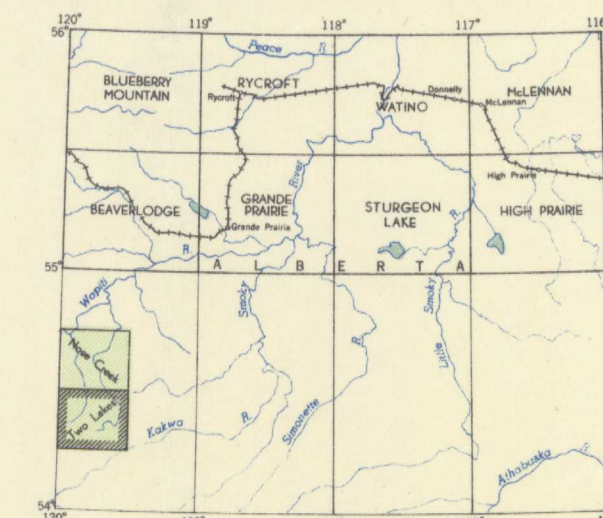 120° 119° 118° 117° 116
56°
Peace R.
BLUEBERRY
MOUNTAIN
RYCROFT
Rycroft
WATINO
Donnelly
McLennan
McLENNAN
High Prairie
River
BEAVERLODGE
GRANDE
PRAIRIE
Grande Prairie
STURGEON
LAKE
R.
HIGH PRAIRIE
R.
55°
A L B E R T A
Wapiti
Smoky
Smoky
Little
Nose Creek
Two Lakes
Kakwa R.
Simonette
R.
Athabaska R.
54°